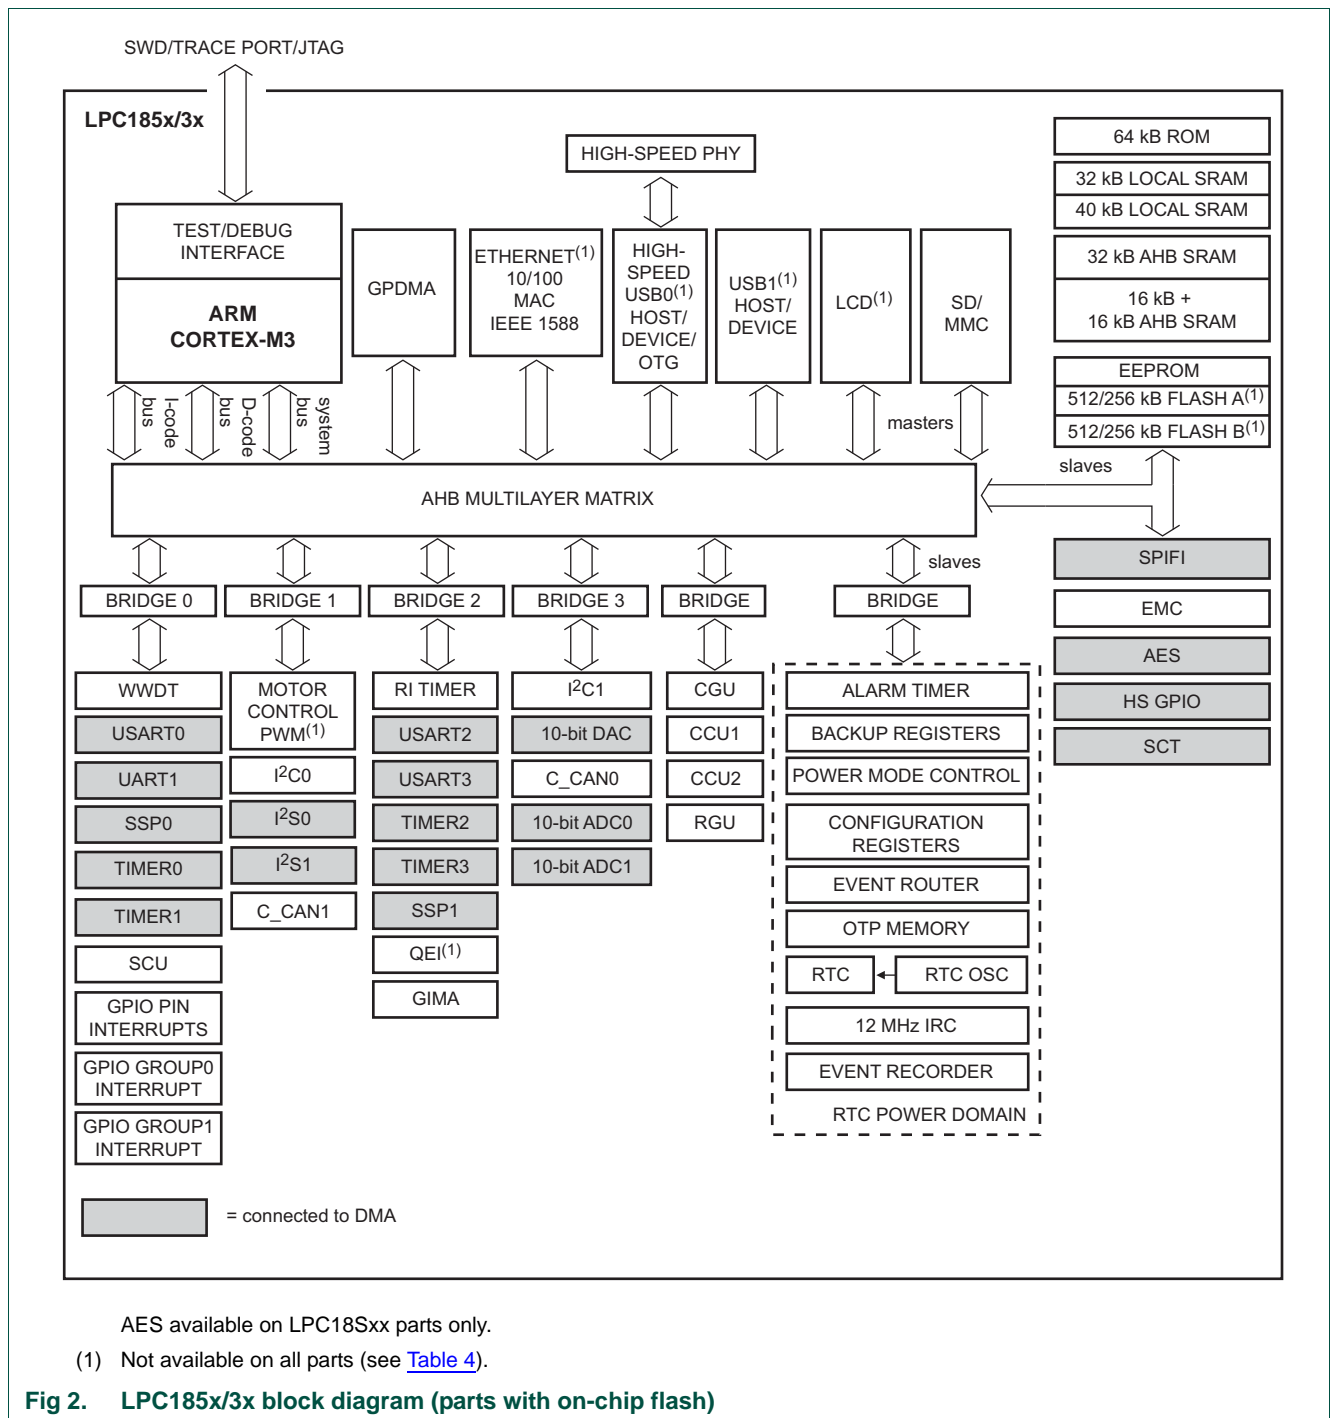 SWD/TRACE PORT/JTAG
LPC185x/3x
TEST/DEBUG
INTERFACE
ARM
CORTEX-M3
GPDMA
ETHERNET(1)
10/100
MAC
IEEE 1588
HIGH-SPEED PHY
HIGH-
SPEED
USB0(1)
HOST/
DEVICE/
OTG
USB1(1)
HOST/
DEVICE
LCD(1)
SD/
MMC
64 kB ROM
32 kB LOCAL SRAM
40 kB LOCAL SRAM
32 kB AHB SRAM
16 kB +
16 kB AHB SRAM
EEPROM
512/256 kB FLASH A(1)
512/256 kB FLASH B(1)
I-code
bus
D-code
bus
system
bus
masters
slaves
AHB MULTILAYER MATRIX
slaves
BRIDGE 0
BRIDGE 1
BRIDGE 2
BRIDGE 3
BRIDGE
BRIDGE
WWDT
USART0
UART1
SSP0
TIMER0
TIMER1
SCU
GPIO PIN
INTERRUPTS
GPIO GROUP0
INTERRUPT
GPIO GROUP1
INTERRUPT
MOTOR
CONTROL
PWM(1)
I2C0
I2S0
I2S1
C_CAN1
RI TIMER
USART2
USART3
TIMER2
TIMER3
SSP1
QEI(1)
GIMA
I2C1
10-bit DAC
C_CAN0
10-bit ADC0
10-bit ADC1
CGU
CCU1
CCU2
RGU
ALARM TIMER
BACKUP REGISTERS
POWER MODE CONTROL
CONFIGURATION
REGISTERS
EVENT ROUTER
OTP MEMORY
RTC
RTC OSC
12 MHz IRC
EVENT RECORDER
RTC POWER DOMAIN
SPIFI
EMC
AES
HS GPIO
SCT
= connected to DMA
AES available on LPC18Sxx parts only.
(1) Not available on all parts (see Table 4).
Fig 2. LPC185x/3x block diagram (parts with on-chip flash)